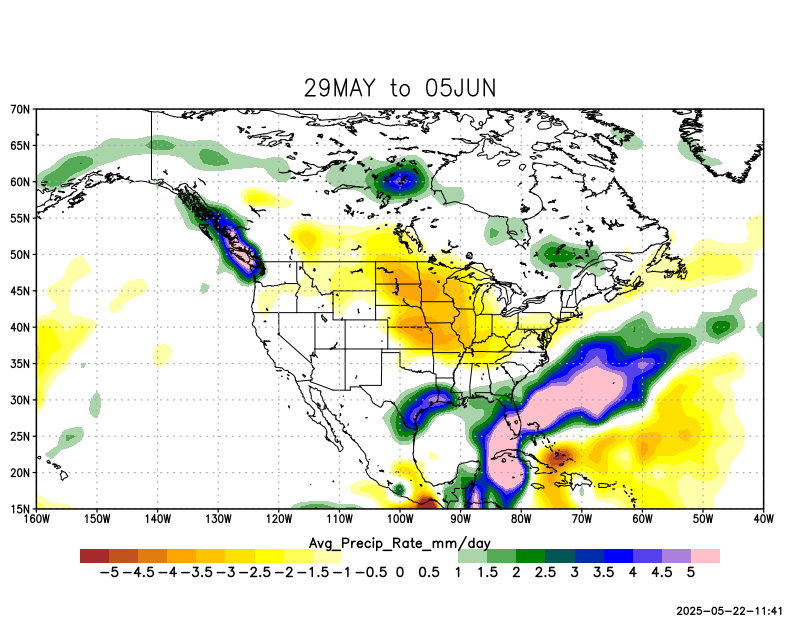 29MAY to 05JUN
70N
65N
60N
55N
50N
45N
40N
35N
30N
25N
20N
15N
160W 150W 140W 130W 120W 110W 100W 90W 80W 70W 60W 50W 40W
Avg_Precip_Rate_mm/day
-5 -4.5 -4 -3.5 -3 -2.5 -2 -1.5 -1 -0.5 0 0.5 1 1.5 2 2.5 3 3.5 4 4.5 5
2025-05-22-11:41